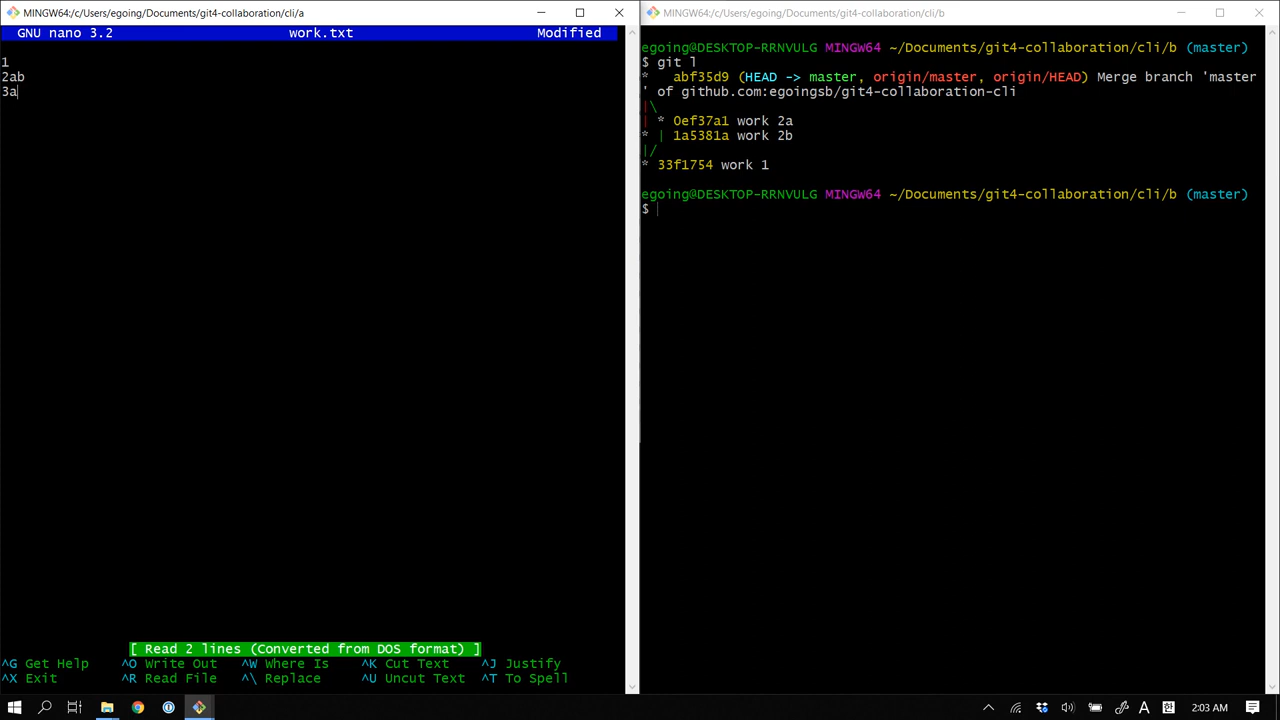 MINGW64:/c/Users/egoing/Documents/git4-collaboration/cli/a
GNU nano 3.2 work.txt Modified
1
2ab
3a
[ Read 2 lines (Converted from DOS format) ]
^G Get Help ^O Write Out ^W Where Is ^K Cut Text ^J Justify
^X Exit ^R Read File ^\ Replace ^U Uncut Text ^T To Spell
MINGW64:/c/Users/egoing/Documents/git4-collaboration/cli/b
egoing@DESKTOP-RRNVULG MINGW64 ~/Documents/git4-collaboration/cli/b (master)
$ git l
*   abf35d9 (HEAD -> master, origin/master, origin/HEAD) Merge branch 'master
' of github.com:egoingsb/git4-collaboration-cli
|\
| * 0ef37a1 work 2a
* | 1a5381a work 2b
|/
* 33f1754 work 1
egoing@DESKTOP-RRNVULG MINGW64 ~/Documents/git4-collaboration/cli/b (master)
$
A 한 2:03 AM